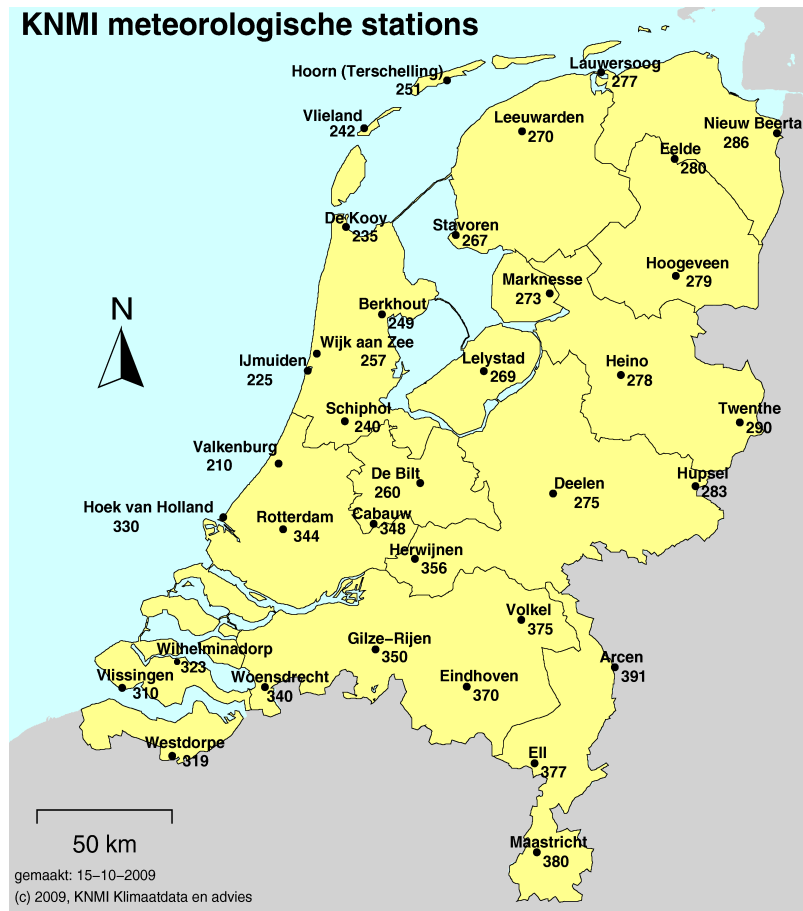 KNMI meteorologische stations
Hoorn (Terschelling)
251
Lauwersoog
277
Vlieland
242
Leeuwarden
270
Nieuw Beerta
286
Eelde
280
De Kooy
235
Stavoren
267
Hoogeveen
279
Marknesse
273
Berkhout
249
N
Wijk aan Zee
257
IJmuiden
225
Lelystad
269
Heino
278
Schiphol
240
Twenthe
290
Valkenburg
210
De Bilt
260
Deelen
275
Hupsel
283
Hoek van Holland
330
Rotterdam
344
Cabauw
348
Herwijnen
356
Volkel
375
Gilze−Rijen
350
Wilhelminadorp
323
Arcen
391
Vlissingen
310
Woensdrecht
340
Eindhoven
370
Westdorpe
319
Ell
377
50 km
Maastricht
380
gemaakt: 15−10−2009
(c) 2009, KNMI Klimaatdata en advies